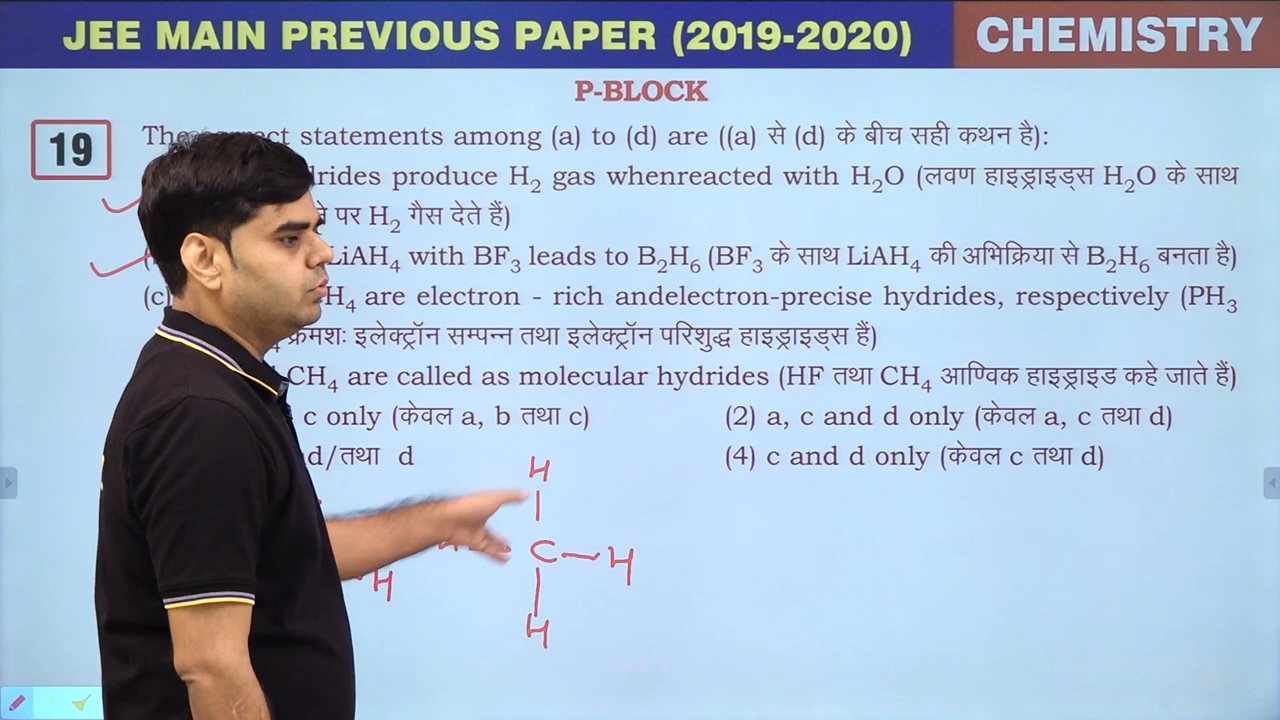 JEE MAIN PREVIOUS PAPER (2019-2020) CHEMISTRY
P-BLOCK
19
statements among (a) to (d) are ((a) से (d) के बीच सही कथन है):
produce H₂ gas whenreacted with H₂O (लवण हाइड्राइड्स H₂O के साथ
पर H₂ गैस देते हैं)
LiAH₄ with BF₃ leads to B₂H₆ (BF₃ के साथ LiAH₄ की अभिक्रिया से B₂H₆ बनता है)
are electron - rich andelectron-precise hydrides, respectively (PH₃
क्रमशः इलेक्ट्रॉन सम्पन्न तथा इलेक्ट्रॉन परिशुद्ध हाइड्राइड्स हैं)
CH₄ are called as molecular hydrides (HF तथा CH₄ आण्विक हाइड्राइड कहे जाते हैं)
c only (केवल a, b तथा c) (2) a, c and d only (केवल a, c तथा d)
d/तथा d (4) c and d only (केवल c तथा d)
H
C H
H
H